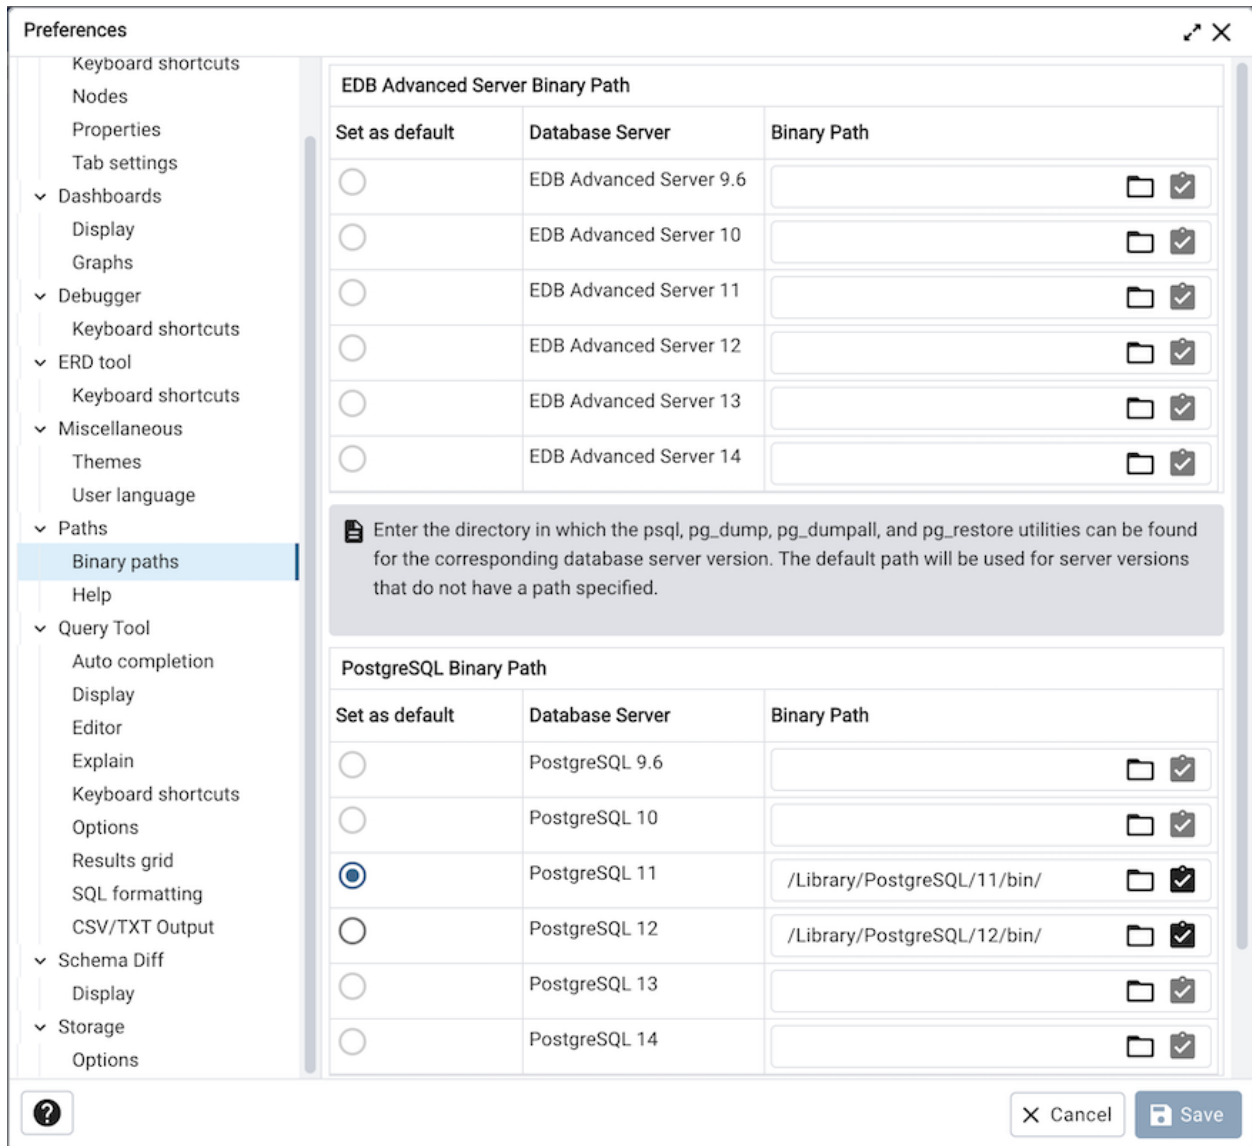 Preferences
Keyboard shortcuts
Nodes
Properties
Tab settings
Dashboards
Display
Graphs
Debugger
Keyboard shortcuts
ERD tool
Keyboard shortcuts
Miscellaneous
Themes
User language
Paths
Binary paths
Help
Query Tool
Auto completion
Display
Editor
Explain
Keyboard shortcuts
Options
Results grid
SQL formatting
CSV/TXT Output
Schema Diff
Display
Storage
Options
EDB Advanced Server Binary Path
Set as default Database Server Binary Path
EDB Advanced Server 9.6
EDB Advanced Server 10
EDB Advanced Server 11
EDB Advanced Server 12
EDB Advanced Server 13
EDB Advanced Server 14
Enter the directory in which the psql, pg_dump, pg_dumpall, and pg_restore utilities can be found
for the corresponding database server version. The default path will be used for server versions
that do not have a path specified.
PostgreSQL Binary Path
Set as default Database Server Binary Path
PostgreSQL 9.6
PostgreSQL 10
PostgreSQL 11 /Library/PostgreSQL/11/bin/
PostgreSQL 12 /Library/PostgreSQL/12/bin/
PostgreSQL 13
PostgreSQL 14
Cancel Save